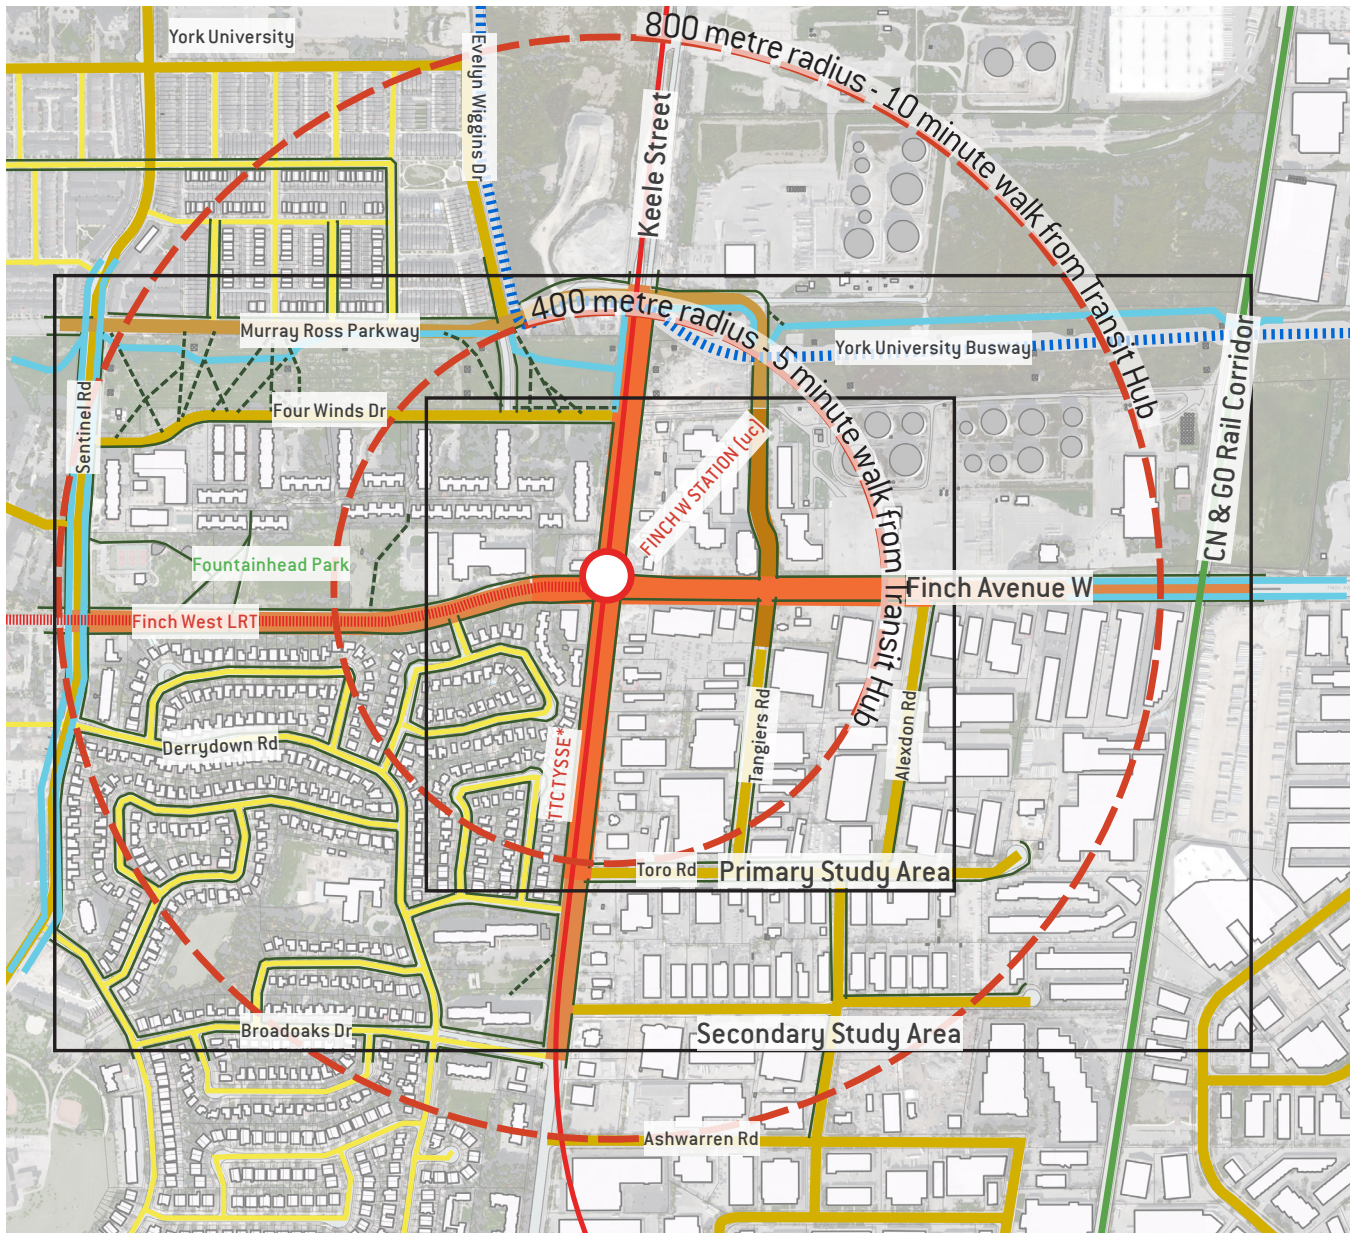 York University
Evelyn Wiggins Dr
800 metre radius - 10 minute walk from Transit Hub
Keele Street
400 metre radius - 5 minute walk from Transit Hub
Murray Ross Parkway
York University Busway
Sentinel Rd
Four Winds Dr
CN & GO Rail Corridor
FINCH W STATION (uc)
Fountainhead Park
Finch Avenue W
Finch West LRT
Derrydown Rd
TTC TYSSE*
Tangiers Rd
Alexdon Rd
Toro Rd
Primary Study Area
Broadoaks Dr
Secondary Study Area
Ashwarren Rd